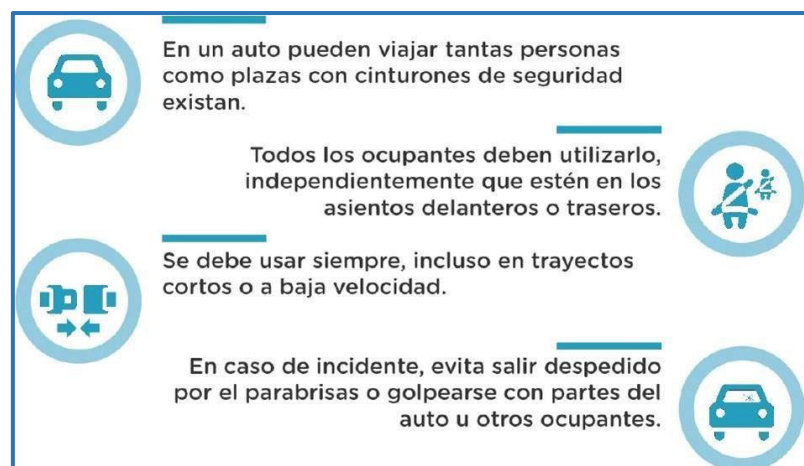 En un auto pueden viajar tantas personas
como plazas con cinturones de seguridad
existan.
Todos los ocupantes deben utilizarlo,
independientemente que estén en los
asientos delanteros o traseros.
Se debe usar siempre, incluso en trayectos
cortos o a baja velocidad.
En caso de incidente, evita salir despedido
por el parabrisas o golpearse con partes del
auto u otros ocupantes.